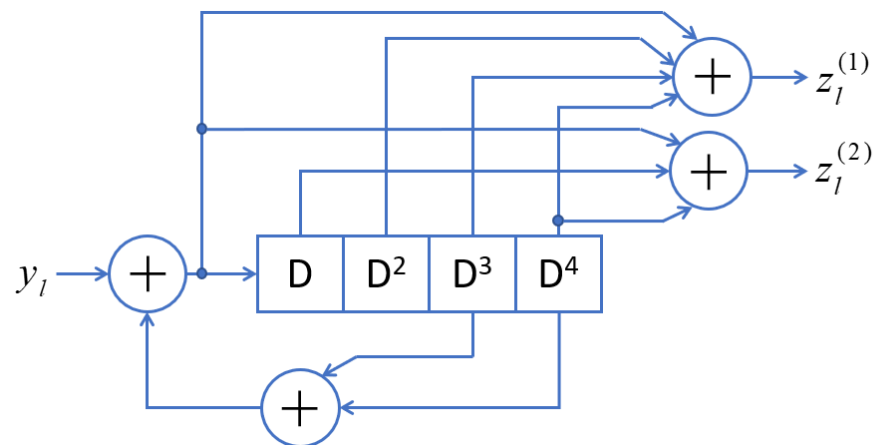 + z_l^(1)
+ z_l^(2)
y_l + D D² D³ D⁴
+